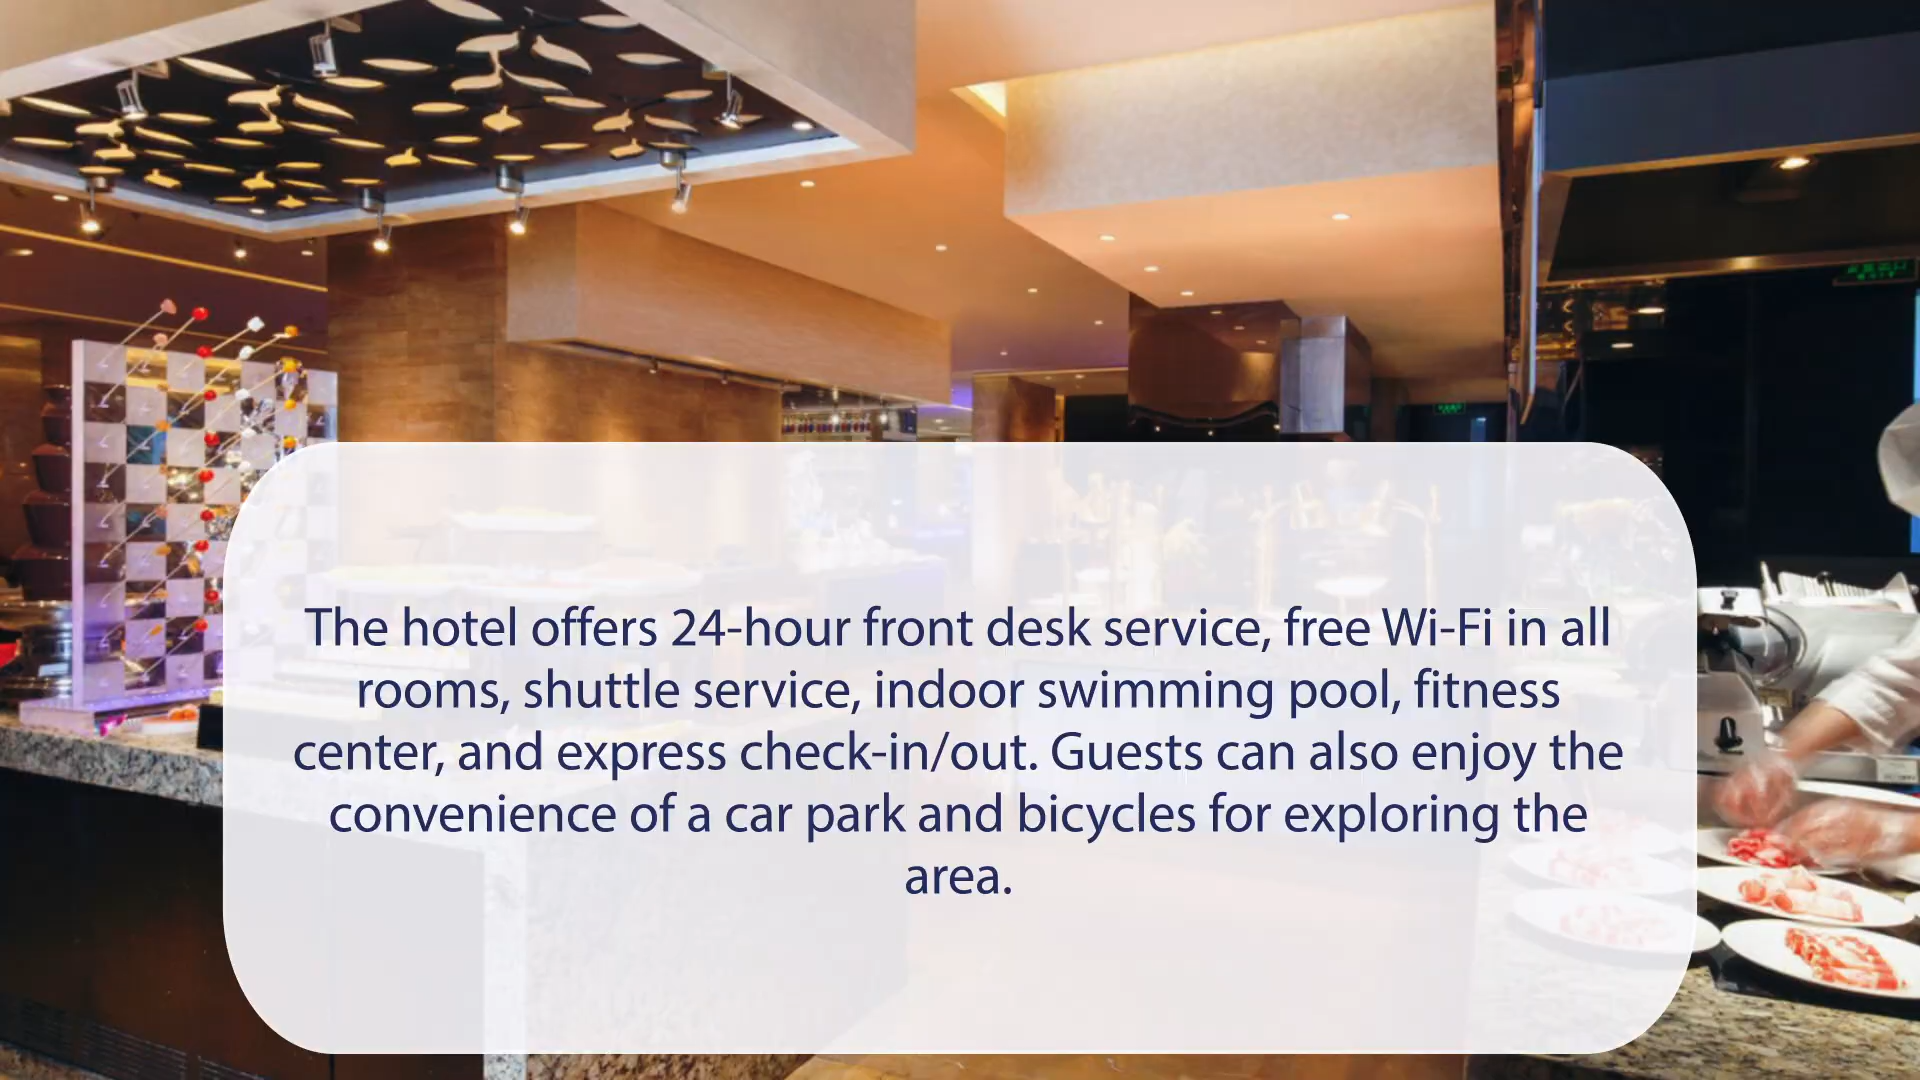 The hotel offers 24-hour front desk service, free Wi-Fi in all
rooms, shuttle service, indoor swimming pool, fitness
center, and express check-in/out. Guests can also enjoy the
convenience of a car park and bicycles for exploring the
area.